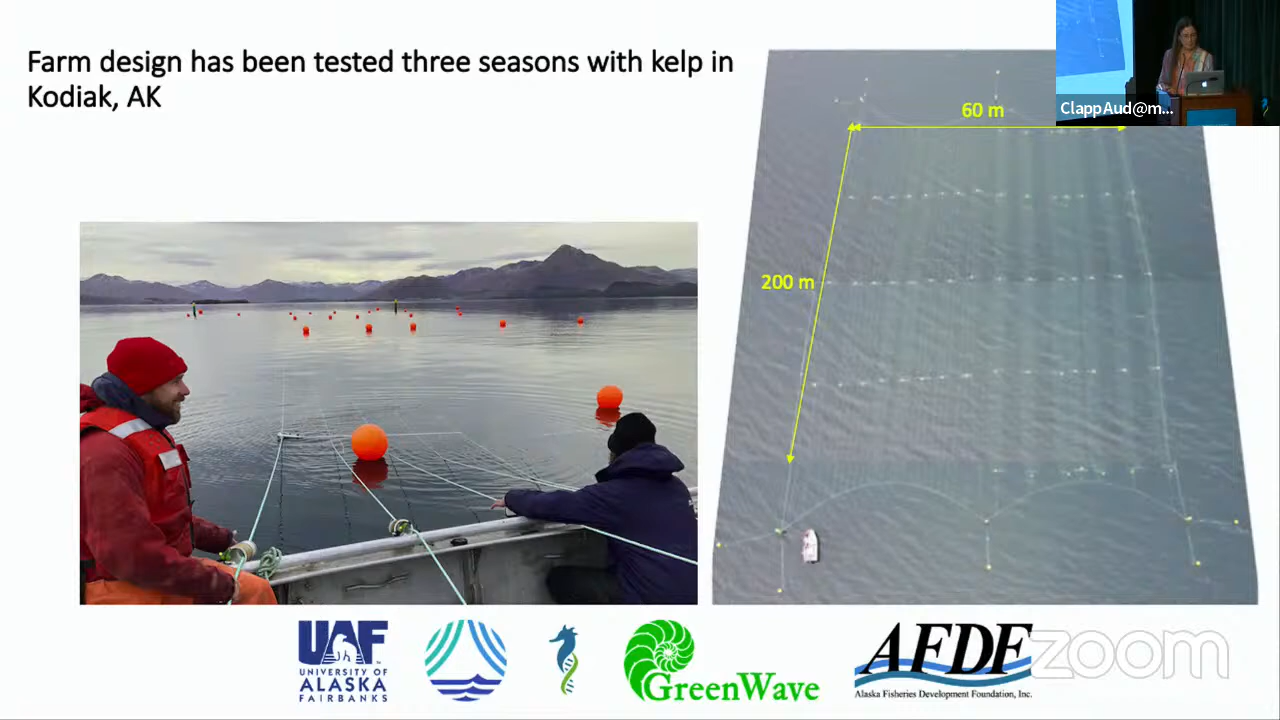 Farm design has been tested three seasons with kelp in
Kodiak, AK
ClappAud@m...
60 m
200 m
UAF
UNIVERSITY OF
ALASKA
FAIRBANKS
GreenWave
AFDF
Alaska Fisheries Development Foundation, Inc.
zoom